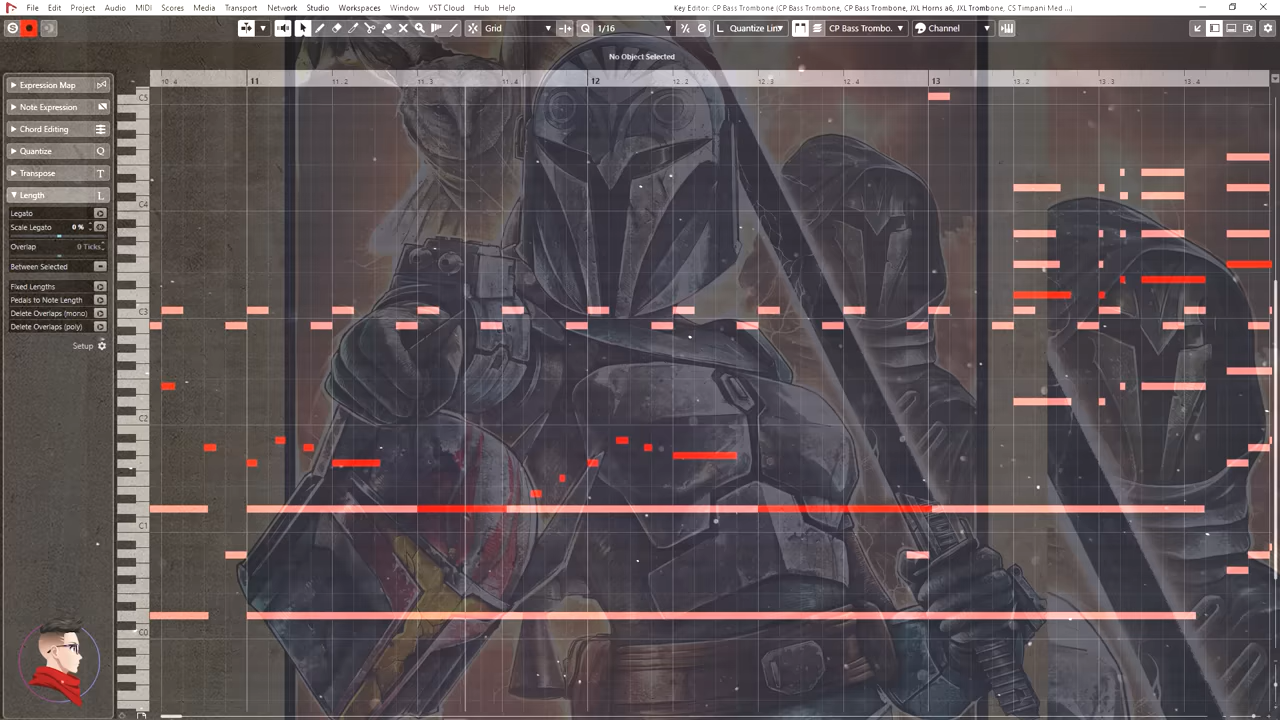 File Edit Project Audio MIDI Scores Media Transport Network Studio Workspaces Window VST Cloud Hub Help Key Editor: CP Bass Trombone (CP Bass Trombone, JXL Horns a6, JXL Trombone, CS Timpani Med ...)
Grid Q 1/16 L Quantize Lin CP Bass Trombo. Channel
No Object Selected
10. 4 11 11. 2 11. 3 11. 4 12 12. 2 12. 3 12. 4 13 13. 2 13. 3 13. 4
Expression Map
C5
Note Expression
Chord Editing
Quantize Q
Transpose T
Length L
C4
Legato
Scale Legato 0 %
Overlap 0 Ticks
Between Selected
Fixed Lengths
Pedals to Note Length
Delete Overlaps (mono)
C3
Delete Overlaps (poly)
Setup
C2
C1
C0